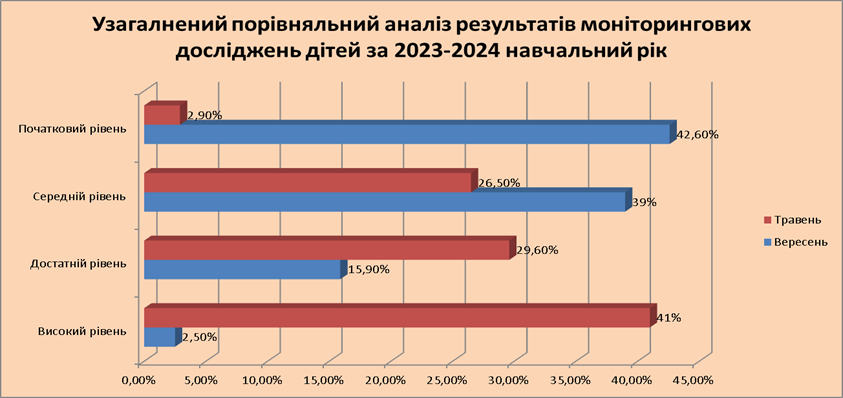 Узагалнений порівняльний аналіз результатів моніторингових
досліджень дітей за 2023-2024 навчальний рік
Початковий рівень
2,90%
42,60%
Середній рівень
26,50%
39%
Достатній рівень
29,60%
15,90%
Високий рівень
41%
2,50%
Травень
Вересень
0,00% 5,00% 10,00% 15,00% 20,00% 25,00% 30,00% 35,00% 40,00% 45,00%